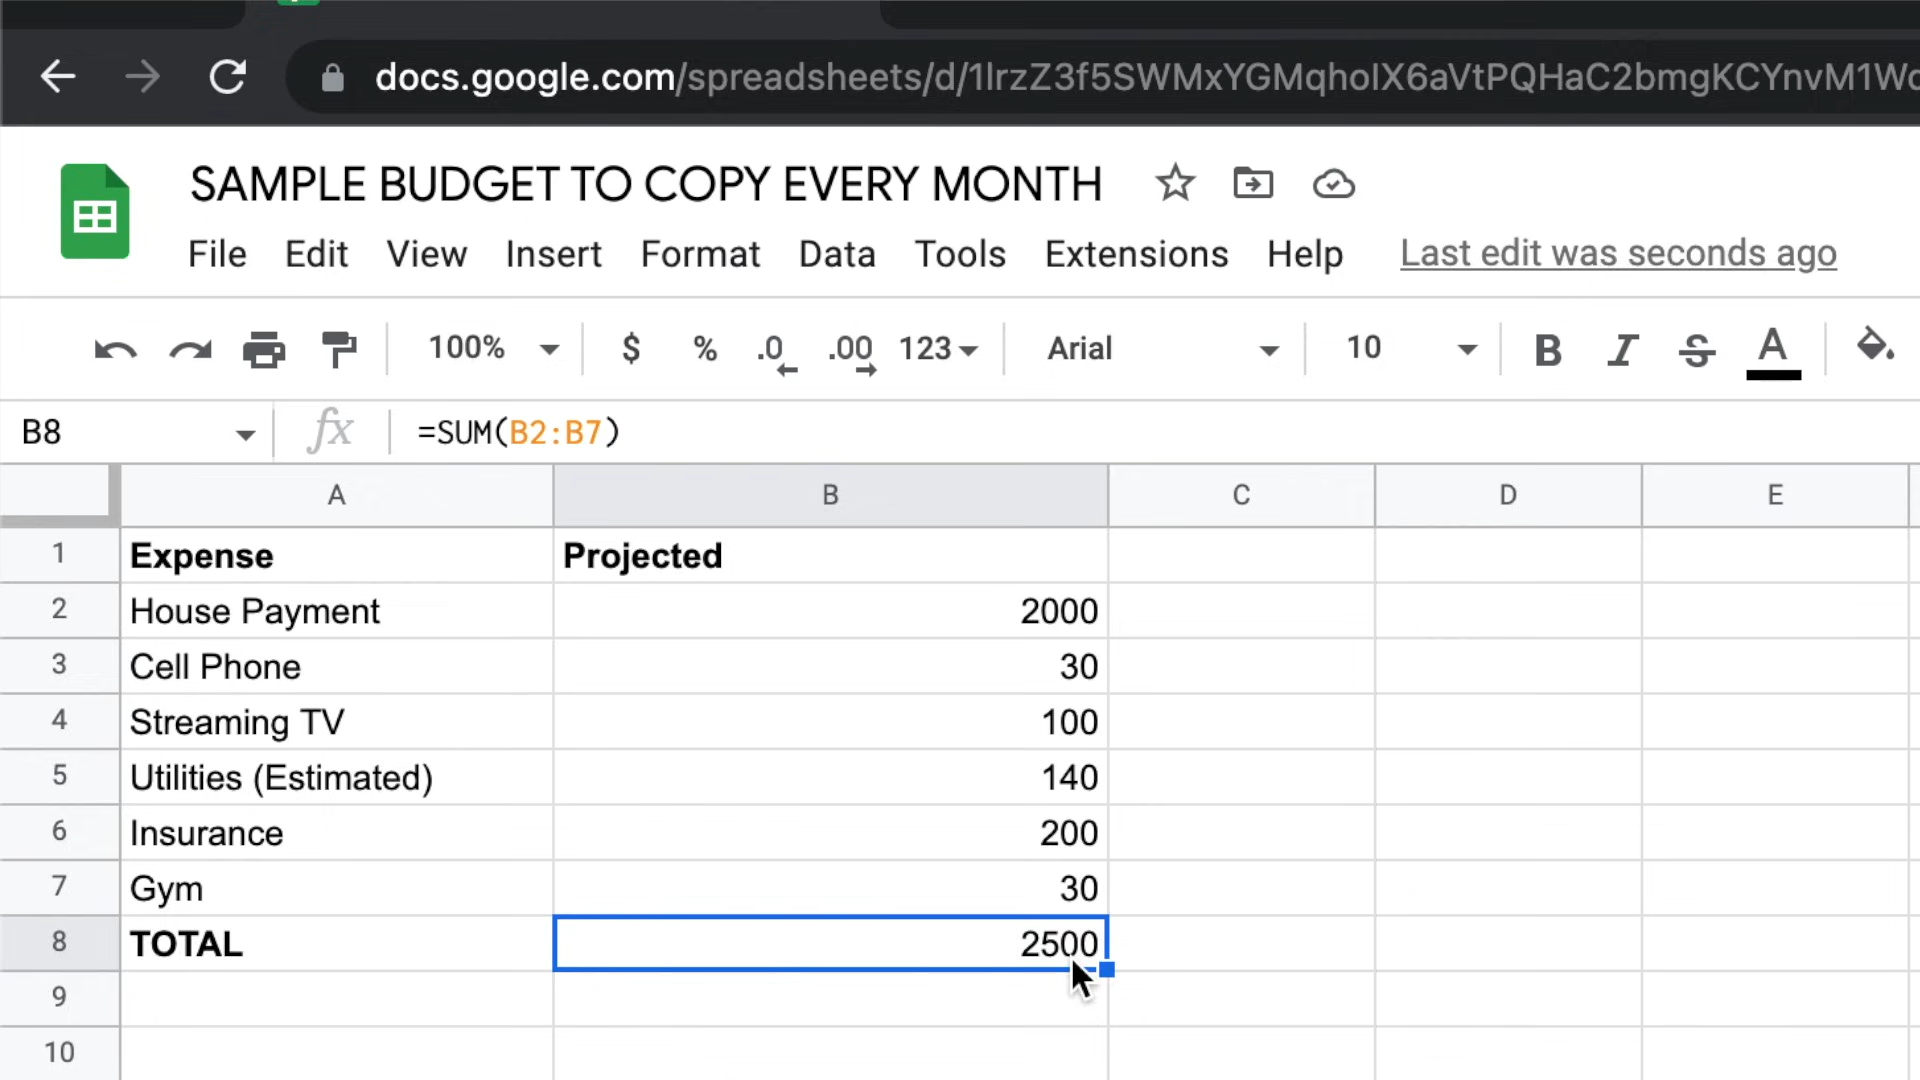 docs.google.com/spreadsheets/d/1lrzZ3f5SWMxYGMqholX6aVtPQHaC2bmgKCYnvM1Wc
SAMPLE BUDGET TO COPY EVERY MONTH
File Edit View Insert Format Data Tools Extensions Help Last edit was seconds ago
100% $ % .0 .00 123 Arial 10 B I S A
B8 fx =SUM(B2:B7)
A B C D E
1 Expense Projected
2 House Payment 2000
3 Cell Phone 30
4 Streaming TV 100
5 Utilities (Estimated) 140
6 Insurance 200
7 Gym 30
8 TOTAL 2500
9
10